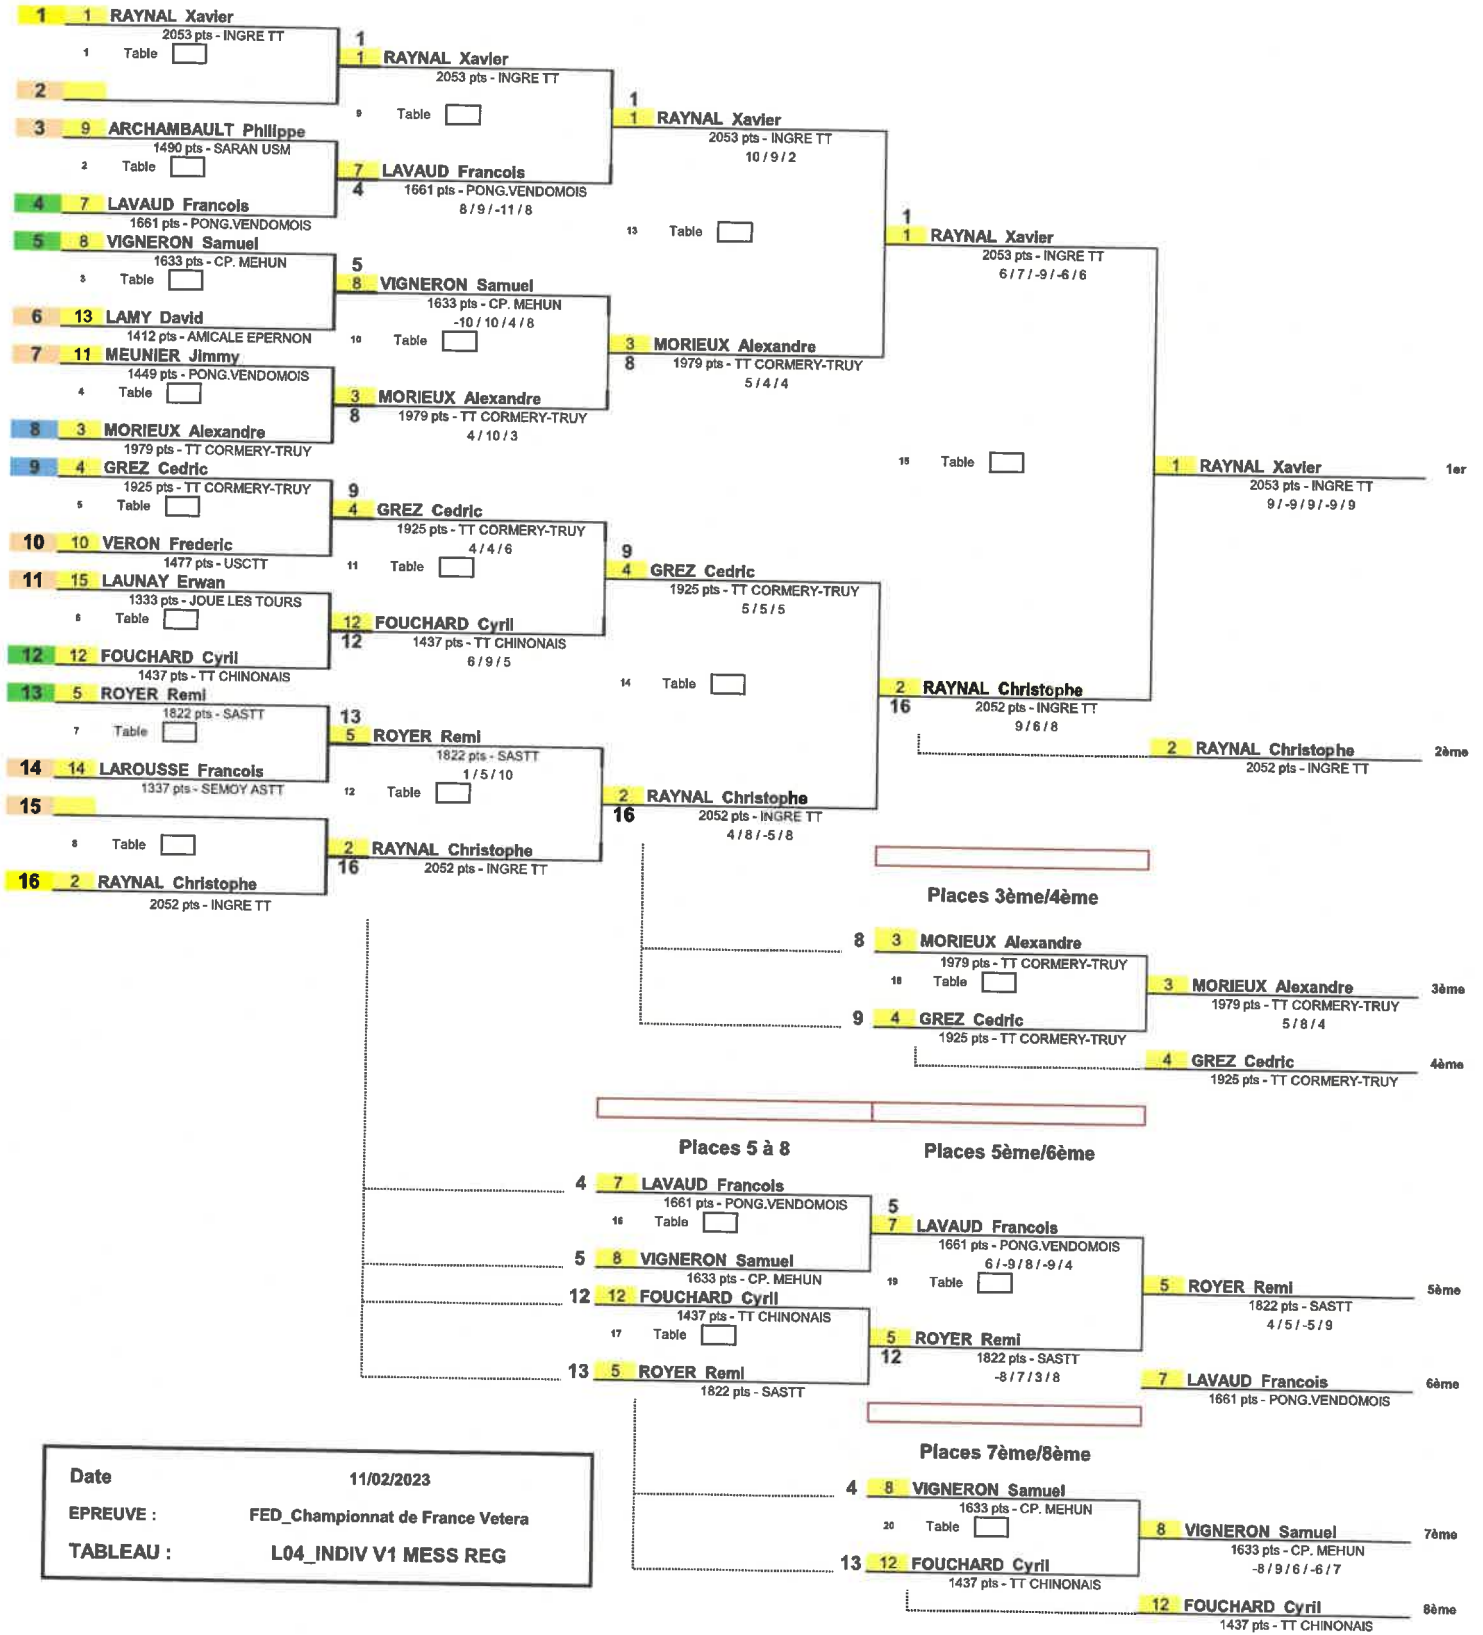 1 1 RAYNAL Xavier
2053 pts - INGRE TT
1 Table
2
3 9 ARCHAMBAULT Philippe
1490 pts - SARAN USM
2 Table
4 7 LAVAUD Francois
1661 pts - PONG.VENDOMOIS
5 8 VIGNERON Samuel
1633 pts - CP. MEHUN
3 Table
6 13 LAMY David
1412 pts - AMICALE EPERNON
7 11 MEUNIER Jimmy
1449 pts - PONG.VENDOMOIS
4 Table
8 3 MORIEUX Alexandre
1979 pts - TT CORMERY-TRUY
9 4 GREZ Cedric
1925 pts - TT CORMERY-TRUY
5 Table
10 10 VERON Frederic
1477 pts - USCTT
11 15 LAUNAY Erwan
1333 pts - JOUE LES TOURS
6 Table
12 12 FOUCHARD Cyril
1437 pts - TT CHINONAIS
13 5 ROYER Remi
1822 pts - SASTT
7 Table
14 14 LAROUSSE Francois
1337 pts - SEMOY ASTT
15
8 Table
16 2 RAYNAL Christophe
2052 pts - INGRE TT
1
1 RAYNAL Xavier
2053 pts - INGRE TT
9 Table
7 LAVAUD Francois
4
1661 pts - PONG.VENDOMOIS
8 / 9 / -11 / 8
5
8 VIGNERON Samuel
1633 pts - CP. MEHUN
-10 / 10 / 4 / 8
10 Table
3 MORIEUX Alexandre
8
1979 pts - TT CORMERY-TRUY
4 / 10 / 3
9
4 GREZ Cedric
1925 pts - TT CORMERY-TRUY
4 / 4 / 6
11 Table
12 FOUCHARD Cyril
12
1437 pts - TT CHINONAIS
6 / 9 / 5
13
5 ROYER Remi
1822 pts - SASTT
1 / 5 / 10
12 Table
2 RAYNAL Christophe
16
2052 pts - INGRE TT
1
1 RAYNAL Xavier
2053 pts - INGRE TT
10 / 9 / 2
13 Table
3 MORIEUX Alexandre
8
1979 pts - TT CORMERY-TRUY
5 / 4 / 4
9
4 GREZ Cedric
1925 pts - TT CORMERY-TRUY
5 / 5 / 5
14 Table
2 RAYNAL Christophe
16
2052 pts - INGRE TT
4 / 8 / -5 / 8
1
1 RAYNAL Xavier
2053 pts - INGRE TT
6 / 7 / -9 / -6 / 6
15 Table
2 RAYNAL Christophe
16
2052 pts - INGRE TT
9 / 6 / 8
1 RAYNAL Xavier 1er
2053 pts - INGRE TT
9 / -9 / 9 / -9 / 9
2 RAYNAL Christophe 2ème
2052 pts - INGRE TT
Places 3ème/4ème
8 3 MORIEUX Alexandre
1979 pts - TT CORMERY-TRUY
18 Table
9 4 GREZ Cedric
1925 pts - TT CORMERY-TRUY
3 MORIEUX Alexandre 3ème
1979 pts - TT CORMERY-TRUY
5 / 8 / 4
4 GREZ Cedric 4ème
1925 pts - TT CORMERY-TRUY
Places 5 à 8
4 7 LAVAUD Francois
1661 pts - PONG.VENDOMOIS
16 Table
5 8 VIGNERON Samuel
1633 pts - CP. MEHUN
12 12 FOUCHARD Cyril
1437 pts - TT CHINONAIS
17 Table
13 5 ROYER Remi
1822 pts - SASTT
Places 5ème/6ème
5
7 LAVAUD Francois
1661 pts - PONG.VENDOMOIS
6 / -9 / 8 / -9 / 4
19 Table
5 ROYER Remi
12
1822 pts - SASTT
-8 / 7 / 3 / 8
5 ROYER Remi 5ème
1822 pts - SASTT
4 / 5 / -5 / 9
7 LAVAUD Francois 6ème
1661 pts - PONG.VENDOMOIS
Places 7ème/8ème
4 8 VIGNERON Samuel
1633 pts - CP. MEHUN
20 Table
13 12 FOUCHARD Cyril
1437 pts - TT CHINONAIS
8 VIGNERON Samuel 7ème
1633 pts - CP. MEHUN
-8 / 9 / 6 / -6 / 7
12 FOUCHARD Cyril 8ème
1437 pts - TT CHINONAIS
Date 11/02/2023
EPREUVE : FED_Championnat de France Vetera
TABLEAU : L04_INDIV V1 MESS REG